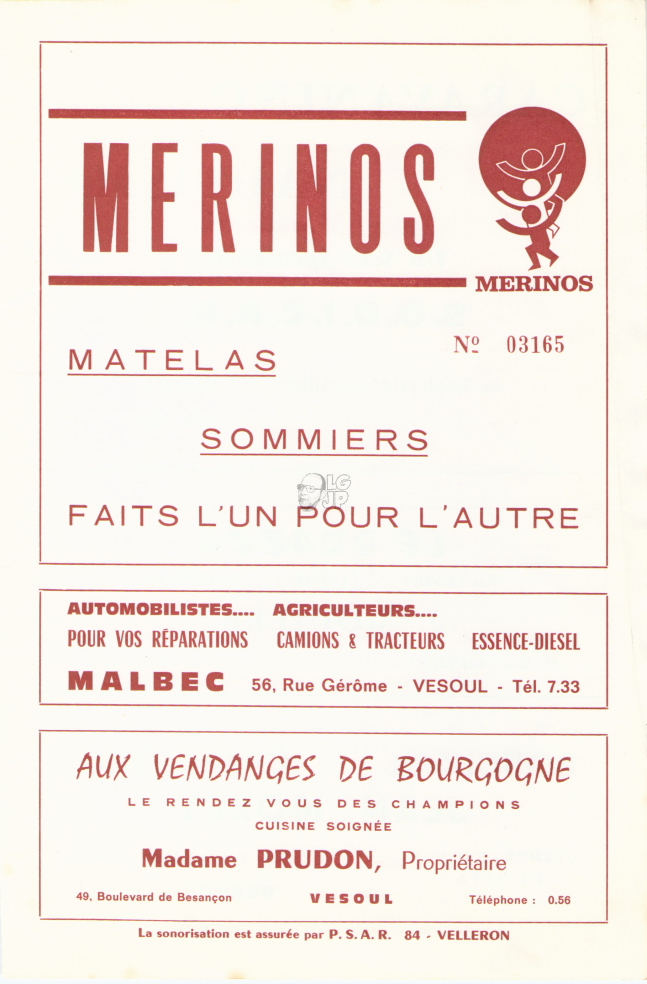 MERINOS
MERINOS
Nº 03165
MATELAS
SOMMIERS
LG
JP
FAITS L'UN POUR L'AUTRE
AUTOMOBILISTES.... AGRICULTEURS....
POUR VOS RÉPARATIONS CAMIONS & TRACTEURS ESSENCE-DIESEL
MALBEC 56, Rue Gérôme - VESOUL - Tél. 7.33
AUX VENDANGES DE BOURGOGNE
LE RENDEZ VOUS DES CHAMPIONS
CUISINE SOIGNÉE
Madame PRUDON, Propriétaire
49, Boulevard de Besançon VESOUL Téléphone : 0.56
La sonorisation est assurée par P. S. A. R. 84 - VELLERON